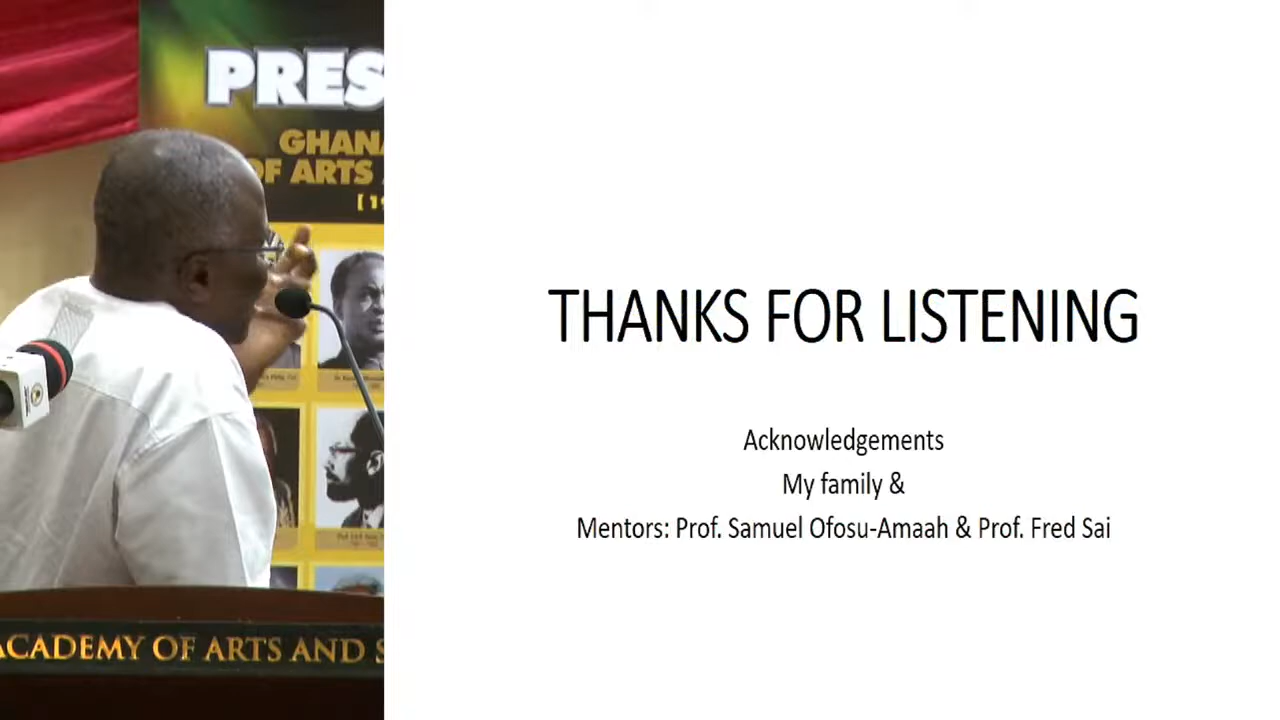 PRES
GHANA
OF ARTS
[19
ACADEMY OF ARTS AND S
THANKS FOR LISTENING
Acknowledgements
My family &
Mentors: Prof. Samuel Ofosu-Amaah & Prof. Fred Sai